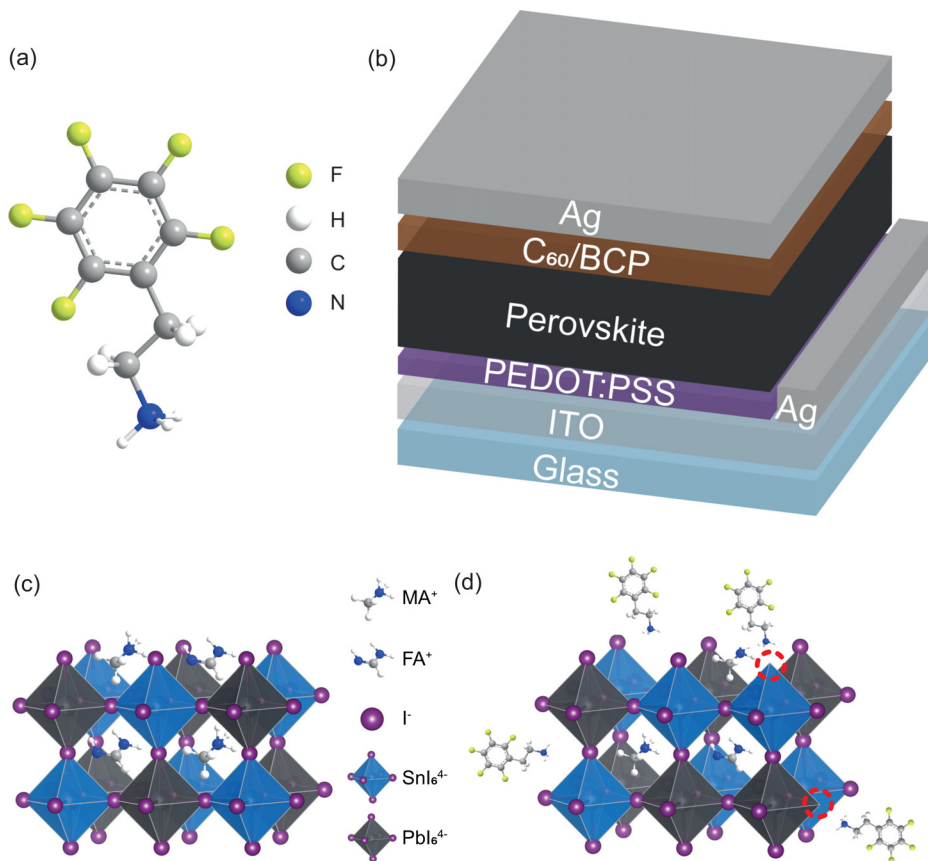 (a)
F
H
C
N
(b)
Ag
C₆₀/BCP
Perovskite
PEDOT:PSS
Ag
ITO
Glass
(c)
MA⁺
FA⁺
I⁻
SnI₆⁴⁻
PbI₆⁴⁻
(d)